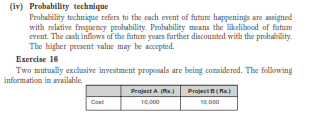 (iv) Probability technique
Probability technique refers to the each event of future happenings are assigned
with relative frequency probability. Probability means the likelihood of future
event. The cash inflows of the future years further discounted with the probability.
The higher present value may be accepted.
Exercise 16
Two mutually exclusive investment proposals are being considered. The following
information in available.
Project A (Rs.) Project B (Rs.)
Cost 10,000 10,000